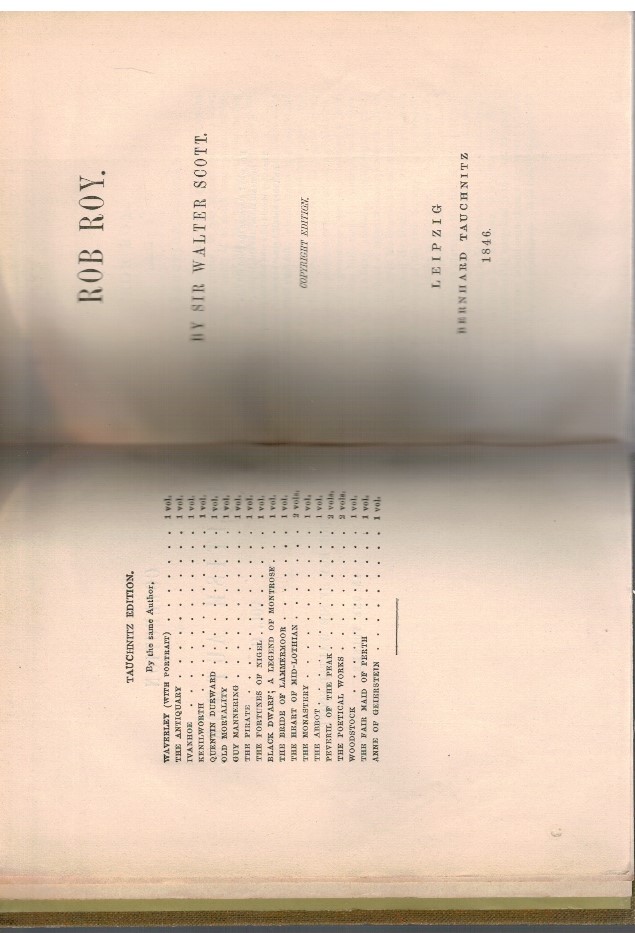 TAUCHNITZ EDITION.
By the same Author,
WAVERLEY (WITH PORTRAIT) . . . . . . . 1 vol.
THE ANTIQUARY . . . . . . . . . . 1 vol.
IVANHOE . . . . . . . . . . . . 1 vol.
KENILWORTH . . . . . . . . . . . 1 vol.
QUENTIN DURWARD . . . . . . . . . 1 vol.
OLD MORTALITY . . . . . . . . . . 1 vol.
GUY MANNERING . . . . . . . . . . 1 vol.
THE PIRATE . . . . . . . . . . . 1 vol.
THE FORTUNES OF NIGEL . . . . . . . 1 vol.
BLACK DWARF; A LEGEND OF MONTROSE . . . 1 vol.
THE BRIDE OF LAMMERMOOR . . . . . . 1 vol.
THE HEART OF MID-LOTHIAN . . . . . . 2 vols.
THE MONASTERY . . . . . . . . . . 1 vol.
THE ABBOT . . . . . . . . . . . 1 vol.
PEVERIL OF THE PEAK . . . . . . . . 2 vols.
THE POETICAL WORKS . . . . . . . . 2 vols.
WOODSTOCK . . . . . . . . . . . 1 vol.
THE FAIR MAID OF PERTH . . . . . . . 1 vol.
ANNE OF GEIERSTEIN . . . . . . . . 1 vol.
ROB ROY.
BY SIR WALTER SCOTT.
COPYRIGHT EDITION.
LEIPZIG
BERNHARD TAUCHNITZ
1846.